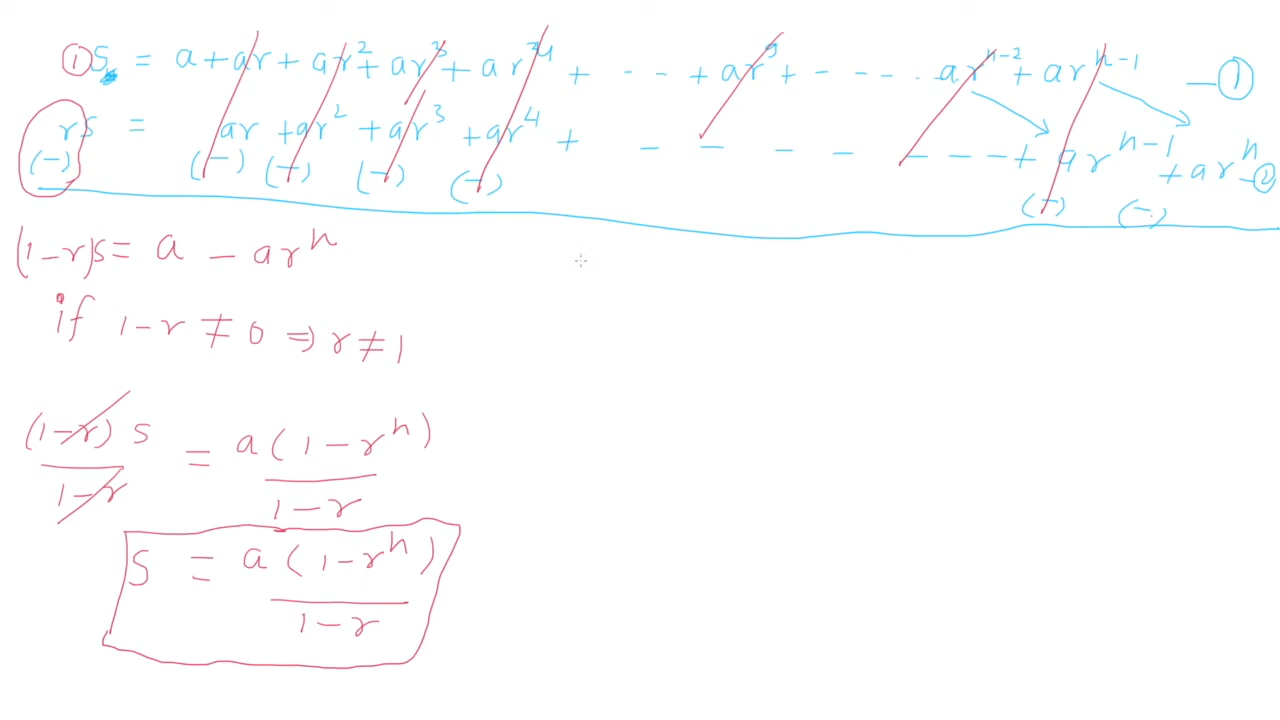 ① S = a + ar + ar² + ar³ + ar⁴ + - - - + ar⁹ + - - - - . ar^(n-2) + ar^(n-1) — ①
rS = ar + ar² + ar³ + ar⁴ + - - - - - - - + ar^(n-1) + ar^n — ②
(-) (-) (-) (-) (-) (-) (-)
(1-r)S = a - ar^n
if 1-r ≠ 0 ⇒ r ≠ 1
(1-r) S / 1-r = a(1-r^n) / 1-r
S = a(1-r^n) / 1-r